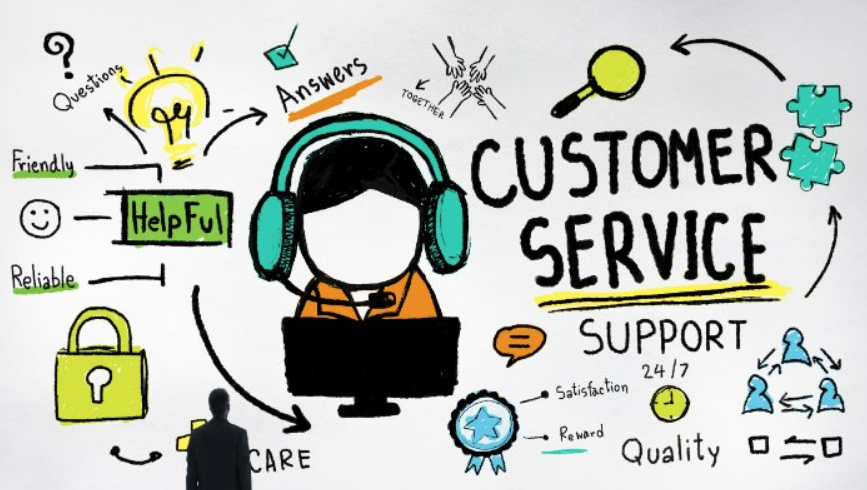 Questions
Answers
TOGETHER
Friendly
HelpFul
Reliable
CUSTOMER
SERVICE
SUPPORT
24/7
Satisfaction
Reward
Quality
CARE